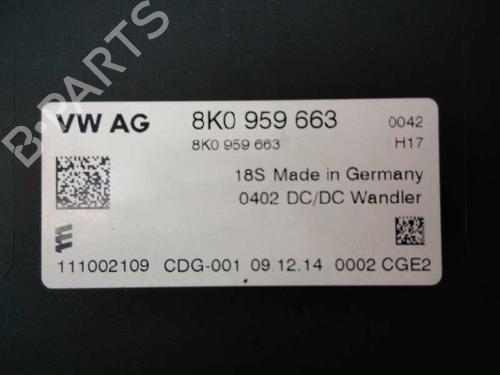 B-PARTS
VW AG 8K0 959 663 0042
8K0 959 663 H17
18S Made in Germany
0402 DC/DC Wandler
111002109 CDG-001 09.12.14 0002 CGE2